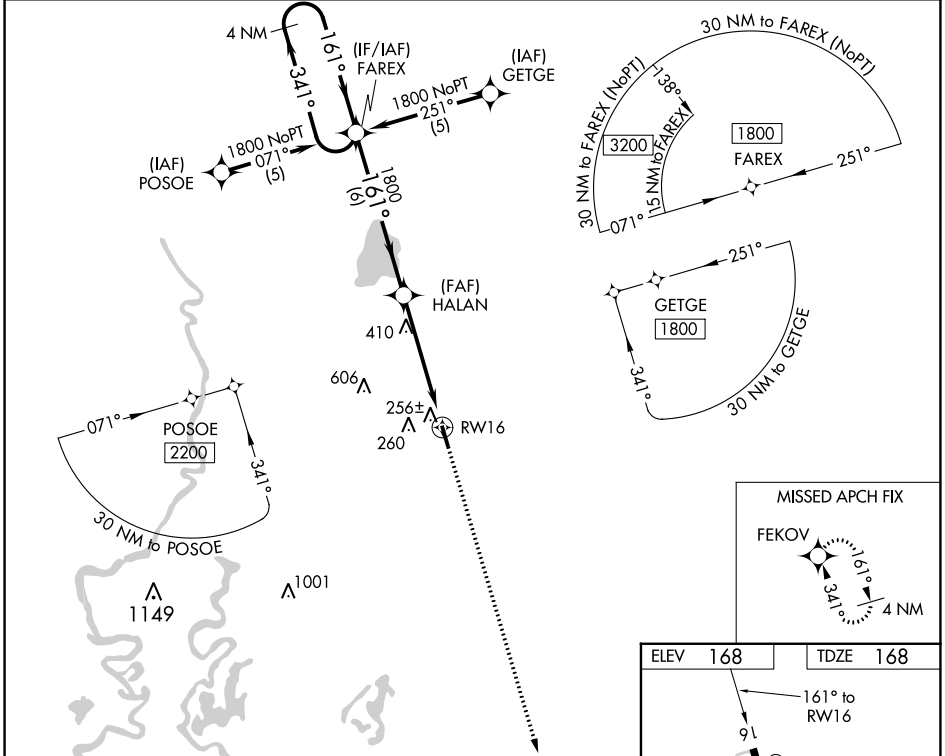 4 NM
161°
341°
(IF/IAF)
FAREX
(IAF)
GETGE
1800 NoPT
251°
(5)
(IAF)
POSOE
1800 NoPT
071°
(5)
1800
161°
(6)
(FAF)
HALAN
410
606
256±
260
RW16
1149
1001
30 NM to FAREX (NoPT)
30 NM to FAREX (NoPT)
138°
15 NM to FAREX
3200
1800
FAREX
251°
071°
251°
GETGE
1800
341°
30 NM to GETGE
071°
POSOE
2200
341°
30 NM to POSOE
MISSED APCH FIX
FEKOV
161°
341°
4 NM
ELEV 168
TDZE 168
161° to
RW16
16